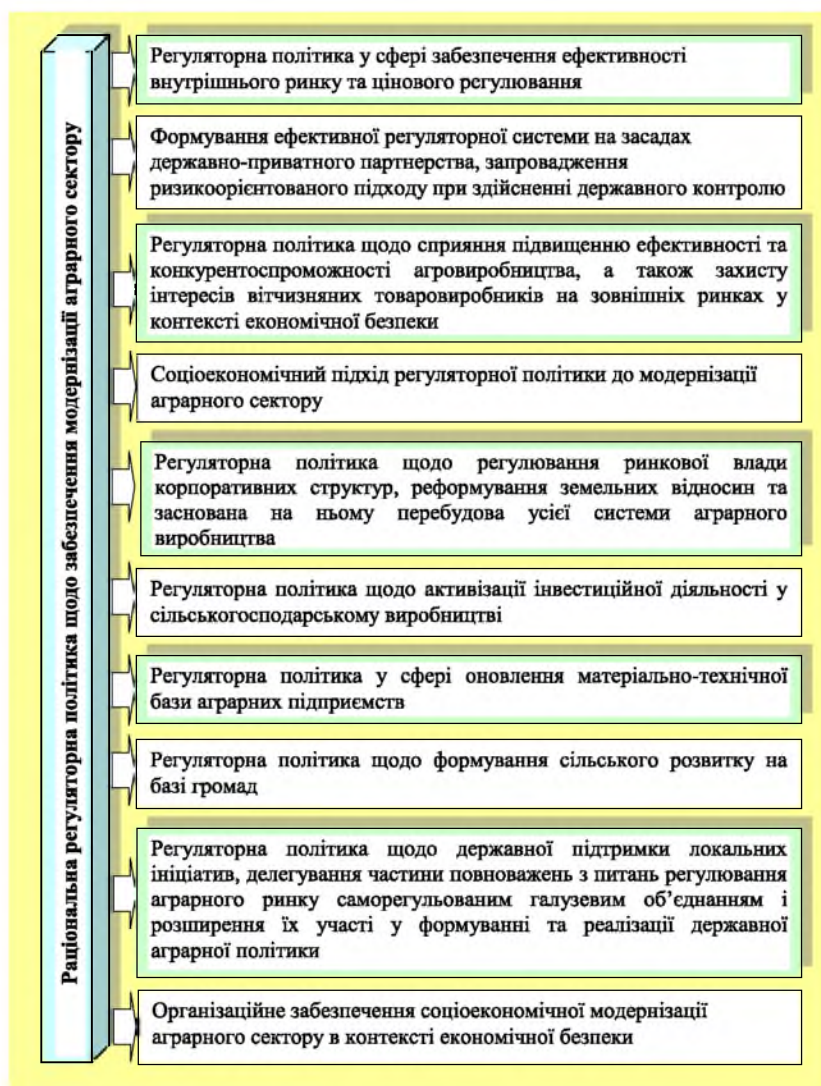 Раціональна регуляторна політика щодо забезпечення модернізації аграрного сектору
Регуляторна політика у сфері забезпечення ефективності
внутрішнього ринку та цінового регулювання
Формування ефективної регуляторної системи на засадах
державно-приватного партнерства, запровадження
ризикоорієнтованого підходу при здійсненні державного контролю
Регуляторна політика щодо сприяння підвищенню ефективності та
конкурентоспроможності агровиробництва, а також захисту
інтересів вітчизняних товаровиробників на зовнішніх ринках у
контексті економічної безпеки
Соціоекономічний підхід регуляторної політики до модернізації
аграрного сектору
Регуляторна політика щодо регулювання ринкової влади
корпоративних структур, реформування земельних відносин та
заснована на ньому перебудова усієї системи аграрного
виробництва
Регуляторна політика щодо активізації інвестиційної діяльності у
сільськогосподарському виробництві
Регуляторна політика у сфері оновлення матеріально-технічної
бази аграрних підприємств
Регуляторна політика щодо формування сільського розвитку на
базі громад
Регуляторна політика щодо державної підтримки локальних
ініціатив, делегування частини повноважень з питань регулювання
аграрного ринку саморегульованим галузевим об’єднанням і
розширення їх участі у формуванні та реалізації державної
аграрної політики
Організаційне забезпечення соціоекономічної модернізації
аграрного сектору в контексті економічної безпеки